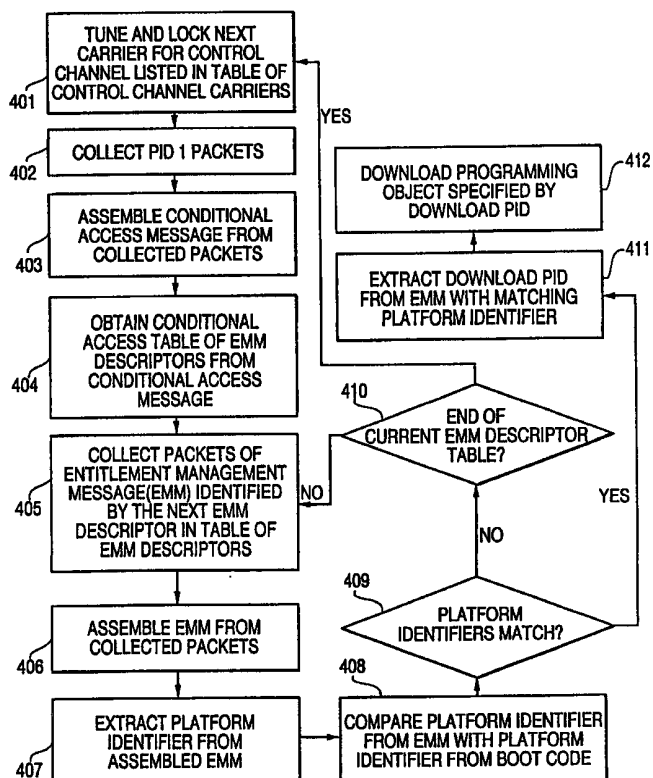 TUNE AND LOCK NEXT
CARRIER FOR CONTROL
CHANNEL LISTED IN TABLE OF
CONTROL CHANNEL CARRIERS
401
COLLECT PID 1 PACKETS
402
ASSEMBLE CONDITIONAL
ACCESS MESSAGE FROM
COLLECTED PACKETS
403
OBTAIN CONDITIONAL
ACCESS TABLE OF EMM
DESCRIPTORS FROM
CONDITIONAL ACCESS
MESSAGE
404
COLLECT PACKETS OF
ENTITLEMENT MANAGEMENT
MESSAGE(EMM) IDENTIFIED
BY THE NEXT EMM
DESCRIPTOR IN TABLE OF
EMM DESCRIPTORS
405
ASSEMBLE EMM FROM
COLLECTED PACKETS
406
EXTRACT PLATFORM
IDENTIFIER FROM
ASSEMBLED EMM
407
408
COMPARE PLATFORM IDENTIFIER
FROM EMM WITH PLATFORM
IDENTIFIER FROM BOOT CODE
409
PLATFORM
IDENTIFIERS MATCH?
NO
YES
410
END OF
CURRENT EMM DESCRIPTOR
TABLE?
NO
YES
411
EXTRACT DOWNLOAD PID
FROM EMM WITH MATCHING
PLATFORM IDENTIFIER
412
DOWNLOAD PROGRAMMING
OBJECT SPECIFIED BY
DOWNLOAD PID